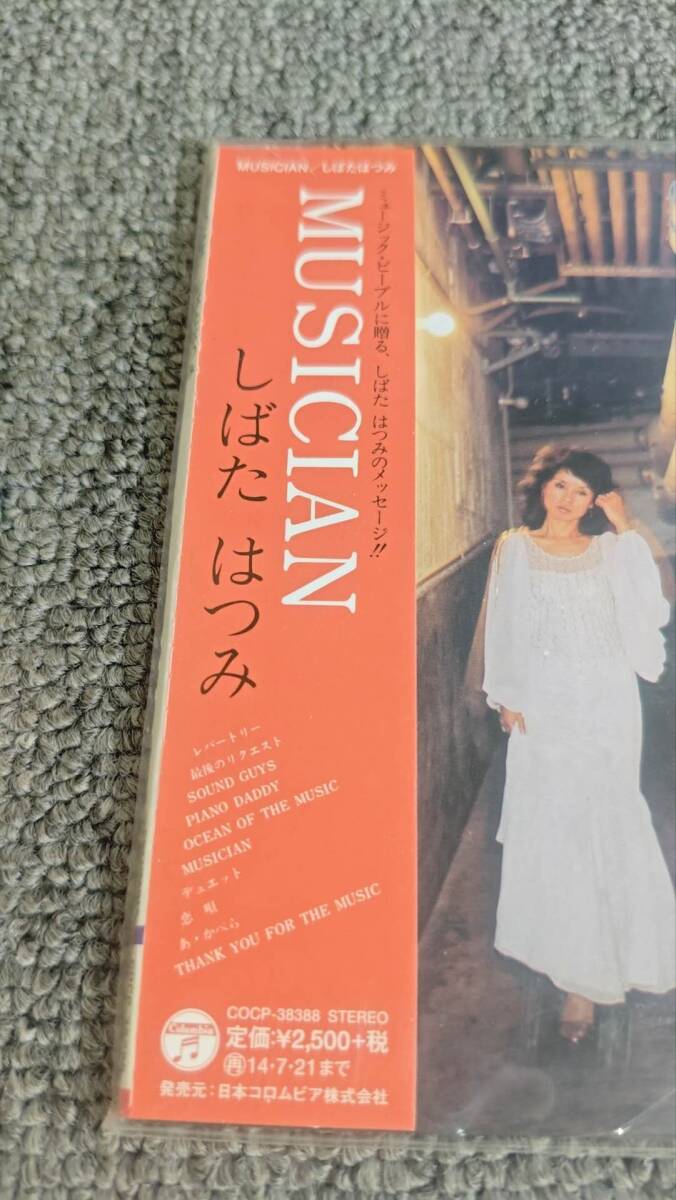 MUSICIAN／しばたはつみ
ミュージック・ピープルに贈る、しばた はつみのメッセージ!!
MUSICIAN
しばた はつみ
レパートリー
最後のリクエスト
SOUND GUYS
PIANO DADDY
OCEAN OF THE MUSIC
MUSICIAN
デュエット
恋 唄
あ・かぺら
THANK YOU FOR THE MUSIC
COCP-38388 STEREO
Columbia
定価:¥2,500+税
再14・7・21まで
発売元:日本コロムビア株式会社